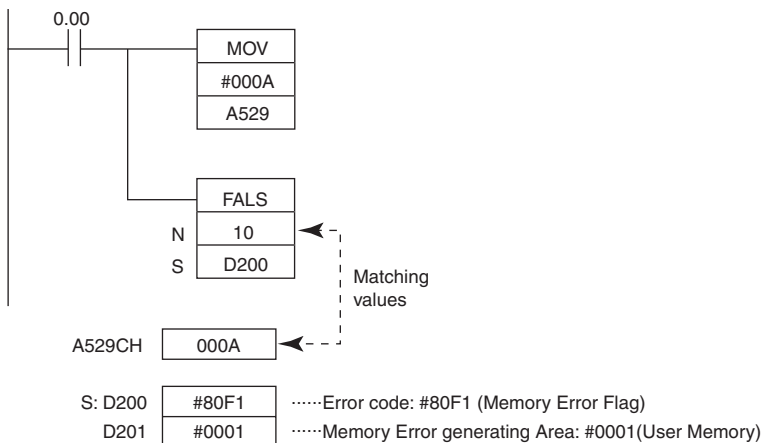 0.00
MOV
#000A
A529
FALS
N 10
S D200
Matching
values
A529CH 000A
S: D200 #80F1 ······Error code: #80F1 (Memory Error Flag)
D201 #0001 ······Memory Error generating Area: #0001(User Memory)